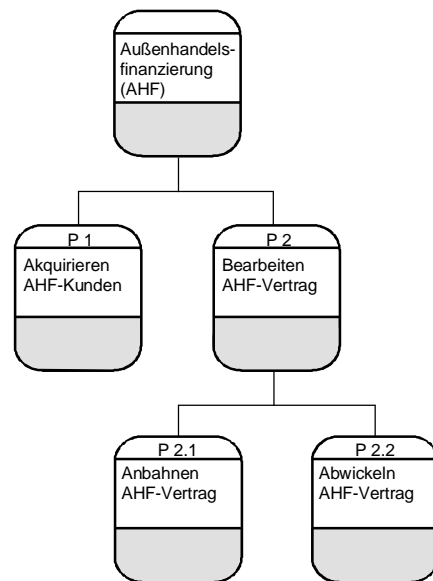 Außenhandels-
finanzierung
(AHF)
P 1
Akquirieren
AHF-Kunden
P 2
Bearbeiten
AHF-Vertrag
P 2.1
Anbahnen
AHF-Vertrag
P 2.2
Abwickeln
AHF-Vertrag